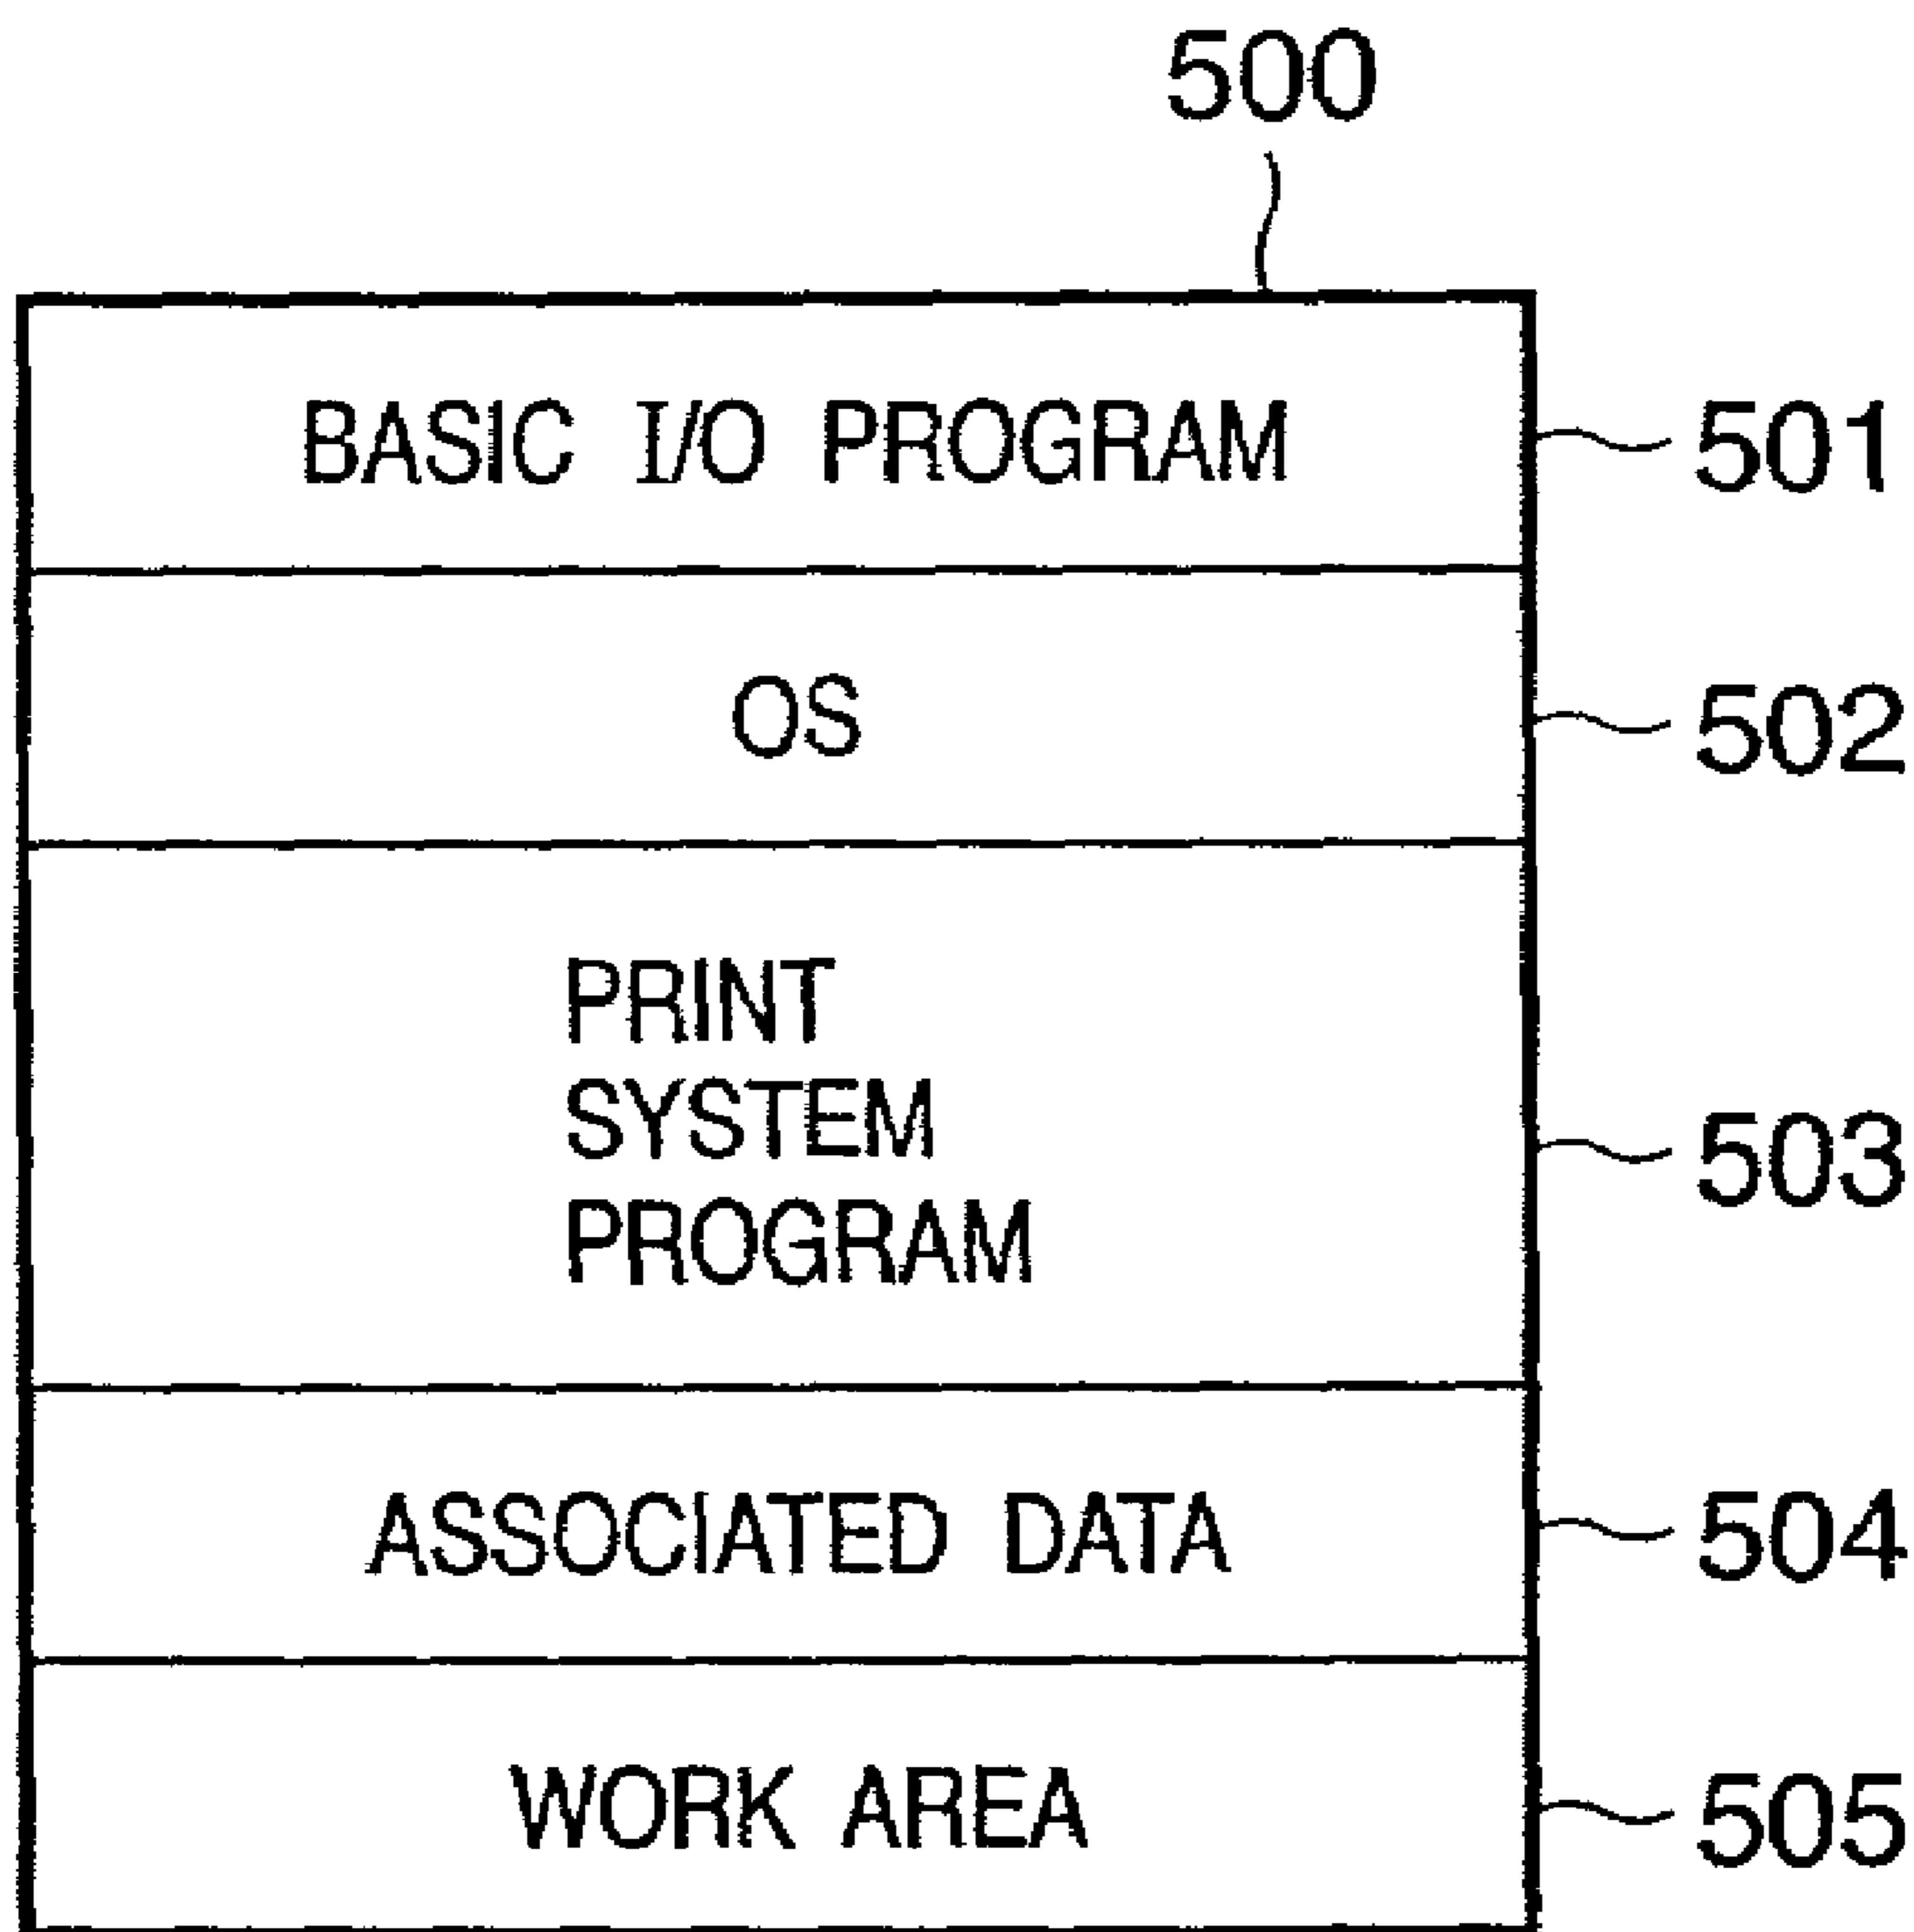 500
BASIC I/O PROGRAM 501
OS 502
PRINT
SYSTEM 503
PROGRAM
ASSOCIATED DATA 504
WORK AREA 505